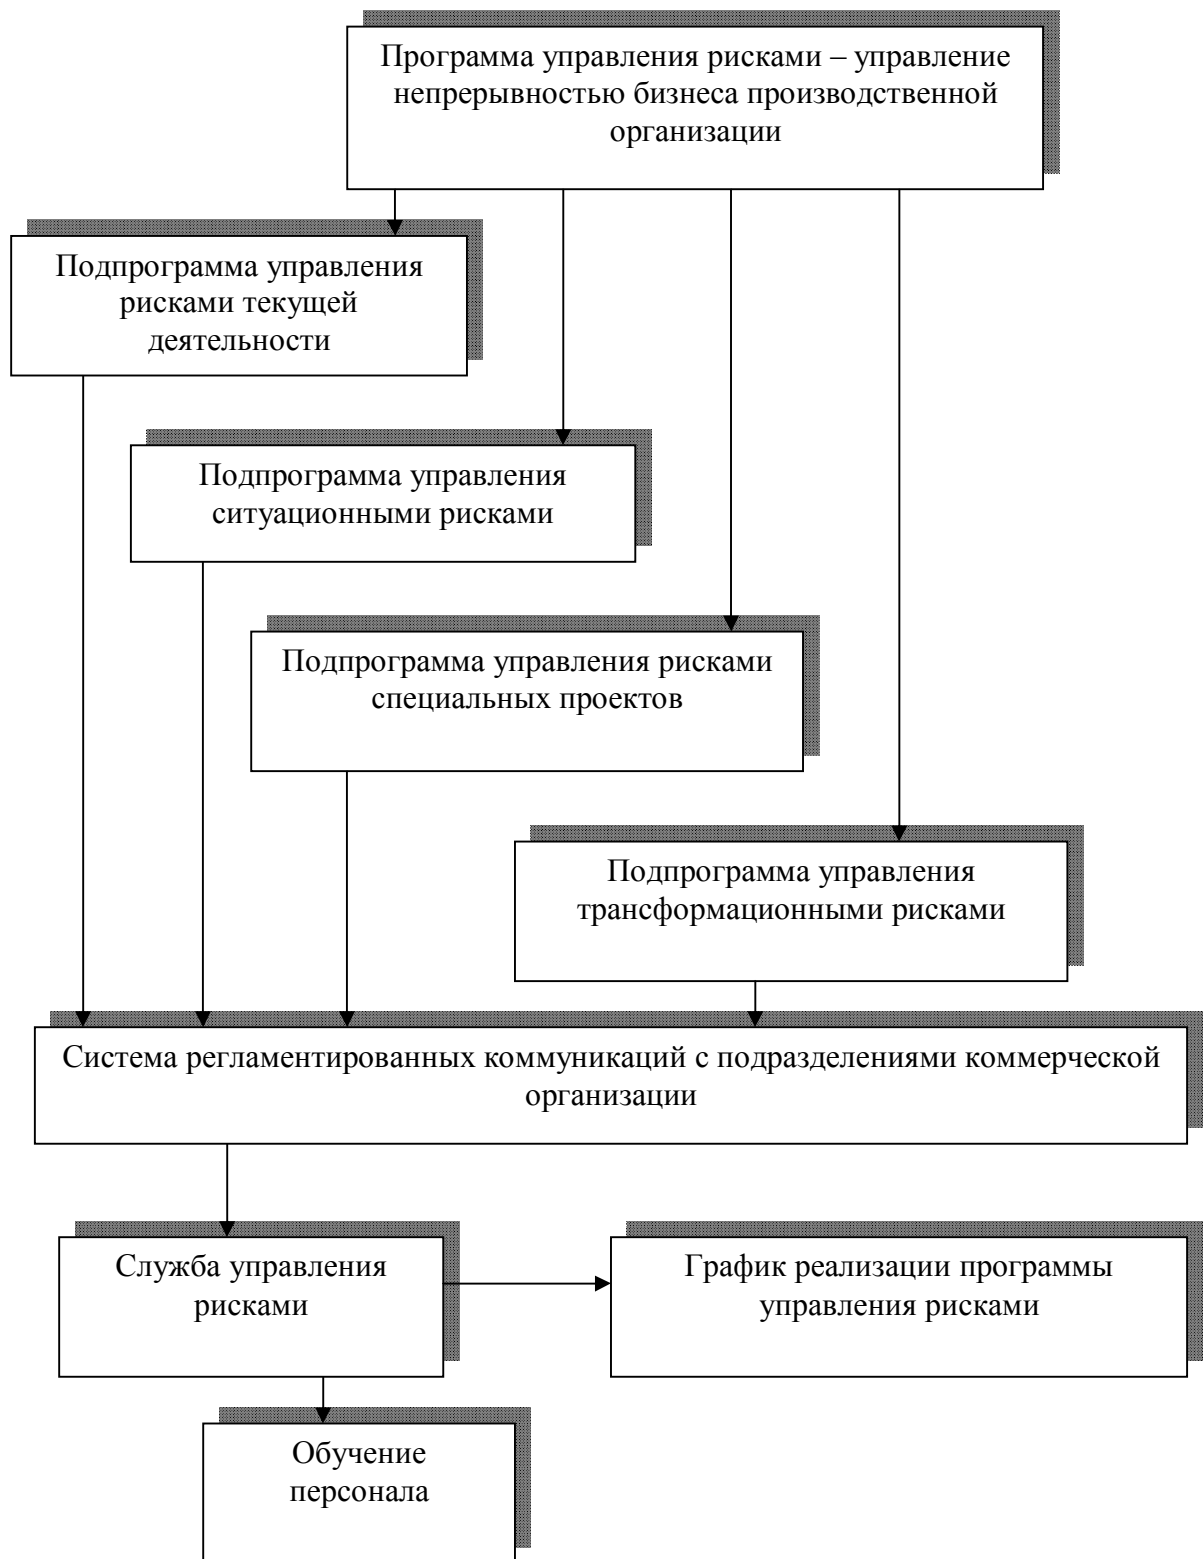 Программа управления рисками – управление
непрерывностью бизнеса производственной
организации
Подпрограмма управления
рисками текущей
деятельности
Подпрограмма управления
ситуационными рисками
Подпрограмма управления рисками
специальных проектов
Подпрограмма управления
трансформационными рисками
Система регламентированных коммуникаций с подразделениями коммерческой
организации
Служба управления
рисками
График реализации программы
управления рисками
Обучение
персонала